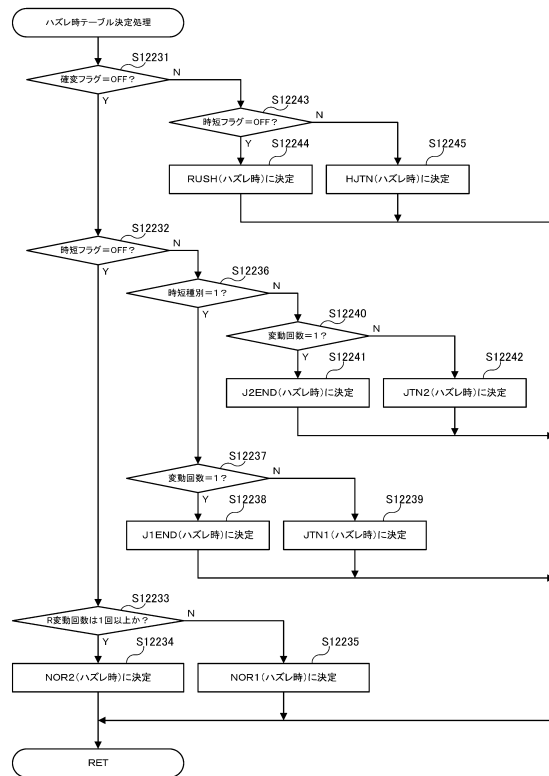 ハズレ時テーブル決定処理
S12231
確変フラグ=OFF?
N
Y
S12243
時短フラグ=OFF?
N
Y
S12244
RUSH(ハズレ時)に決定
S12245
HJTN(ハズレ時)に決定
S12232
時短フラグ=OFF?
N
Y
S12236
時短種別=1?
N
Y
S12240
変動回数=1?
N
Y
S12241
J2END(ハズレ時)に決定
S12242
JTN2(ハズレ時)に決定
S12237
変動回数=1?
N
Y
S12238
J1END(ハズレ時)に決定
S12239
JTN1(ハズレ時)に決定
S12233
R変動回数は1回以上か?
N
Y
S12234
NOR2(ハズレ時)に決定
S12235
NOR1(ハズレ時)に決定
RET